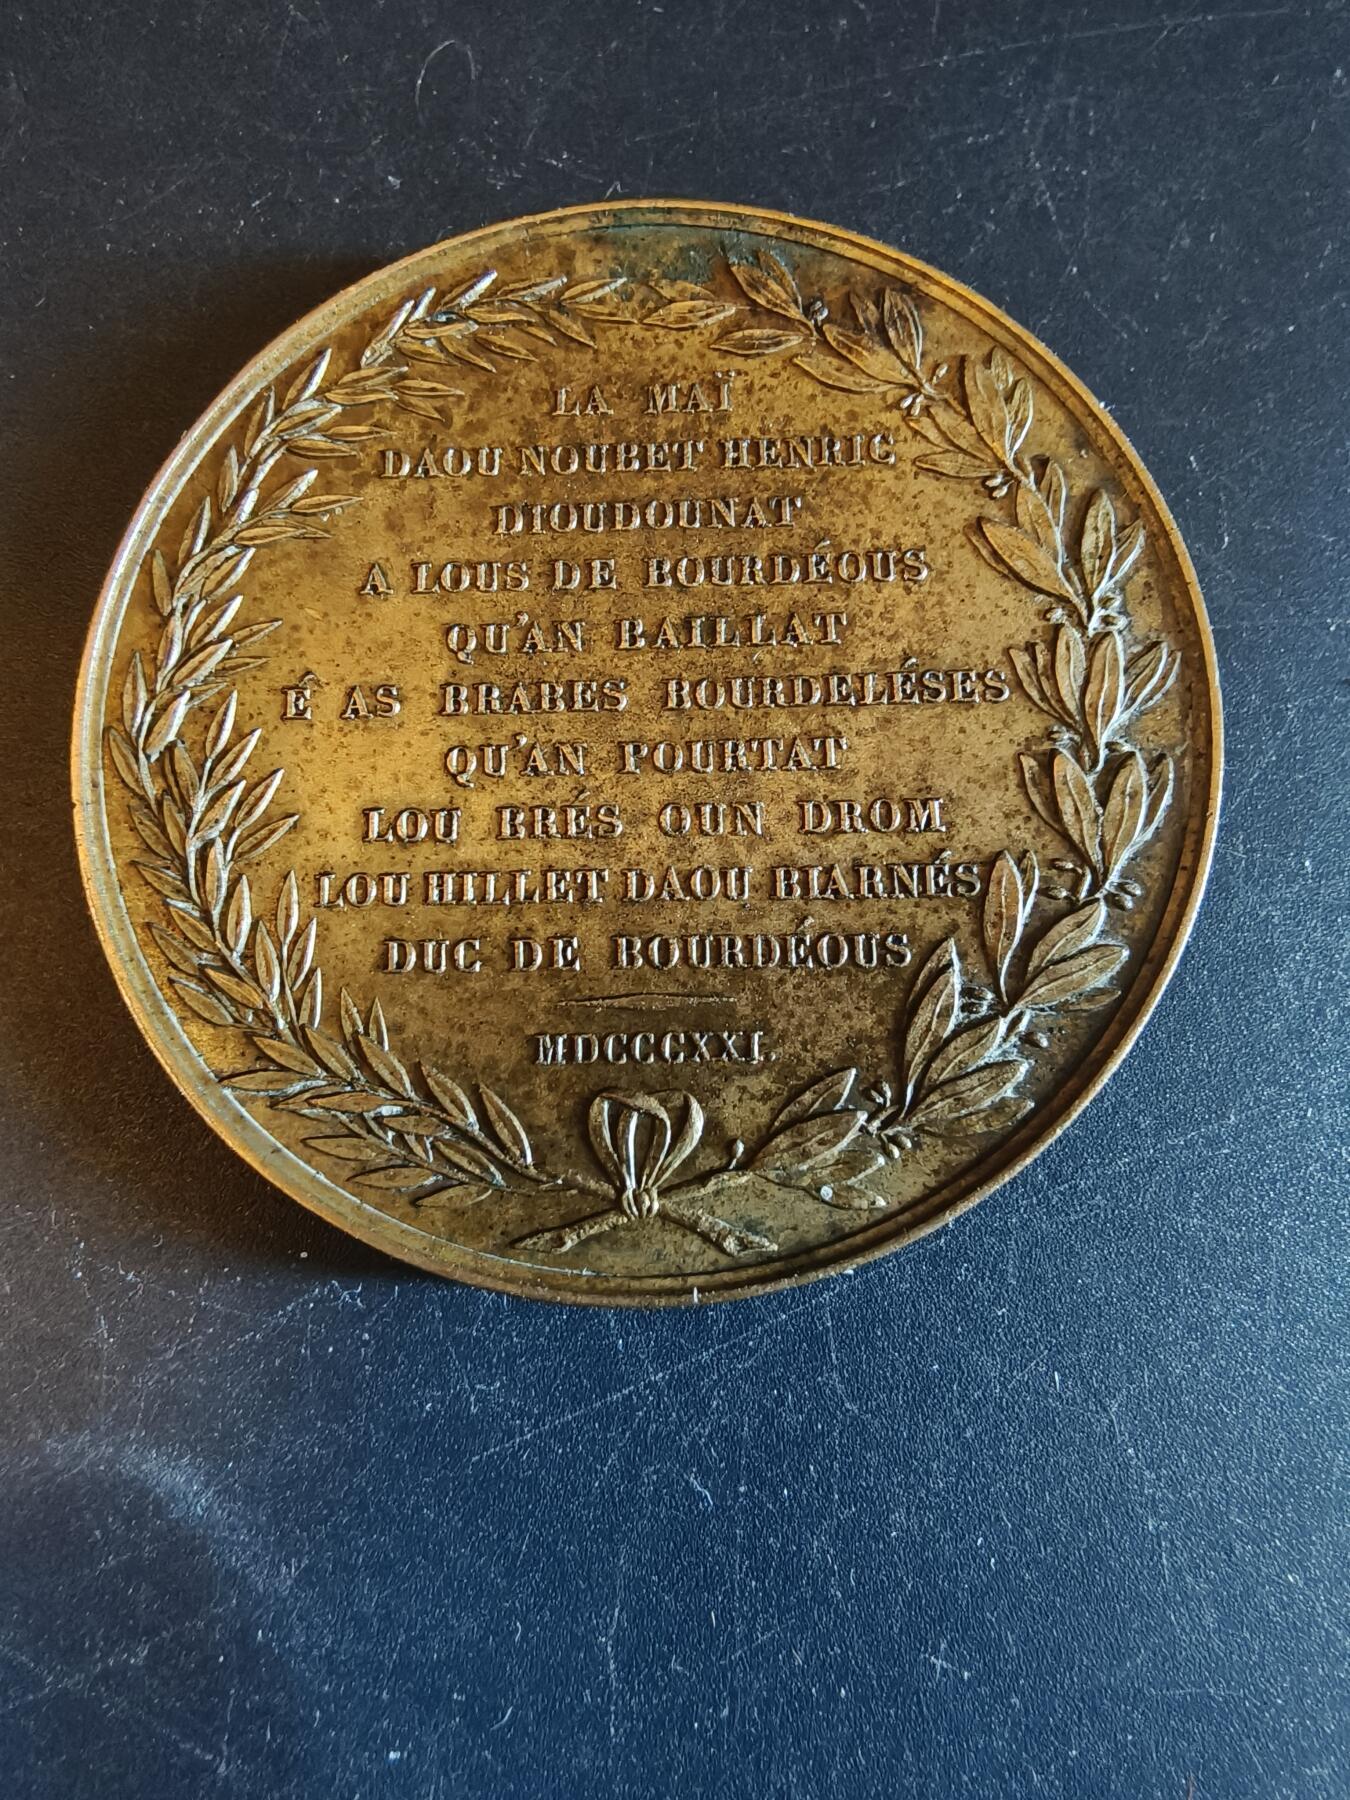 LA MAÏ
DAOU NOUBET HENRIC
DIOUDOUNAT
A LOUS DE BOURDÉOUS
QU'AN BAILLAT
Ê AS BRABES BOURDELÉSES
QU'AN POURTAT
LOU BRÉS OUN DROM
LOU HILLET DAOU BIARNÉS
DUC DE BOURDÉOUS
MDCCCXXI.